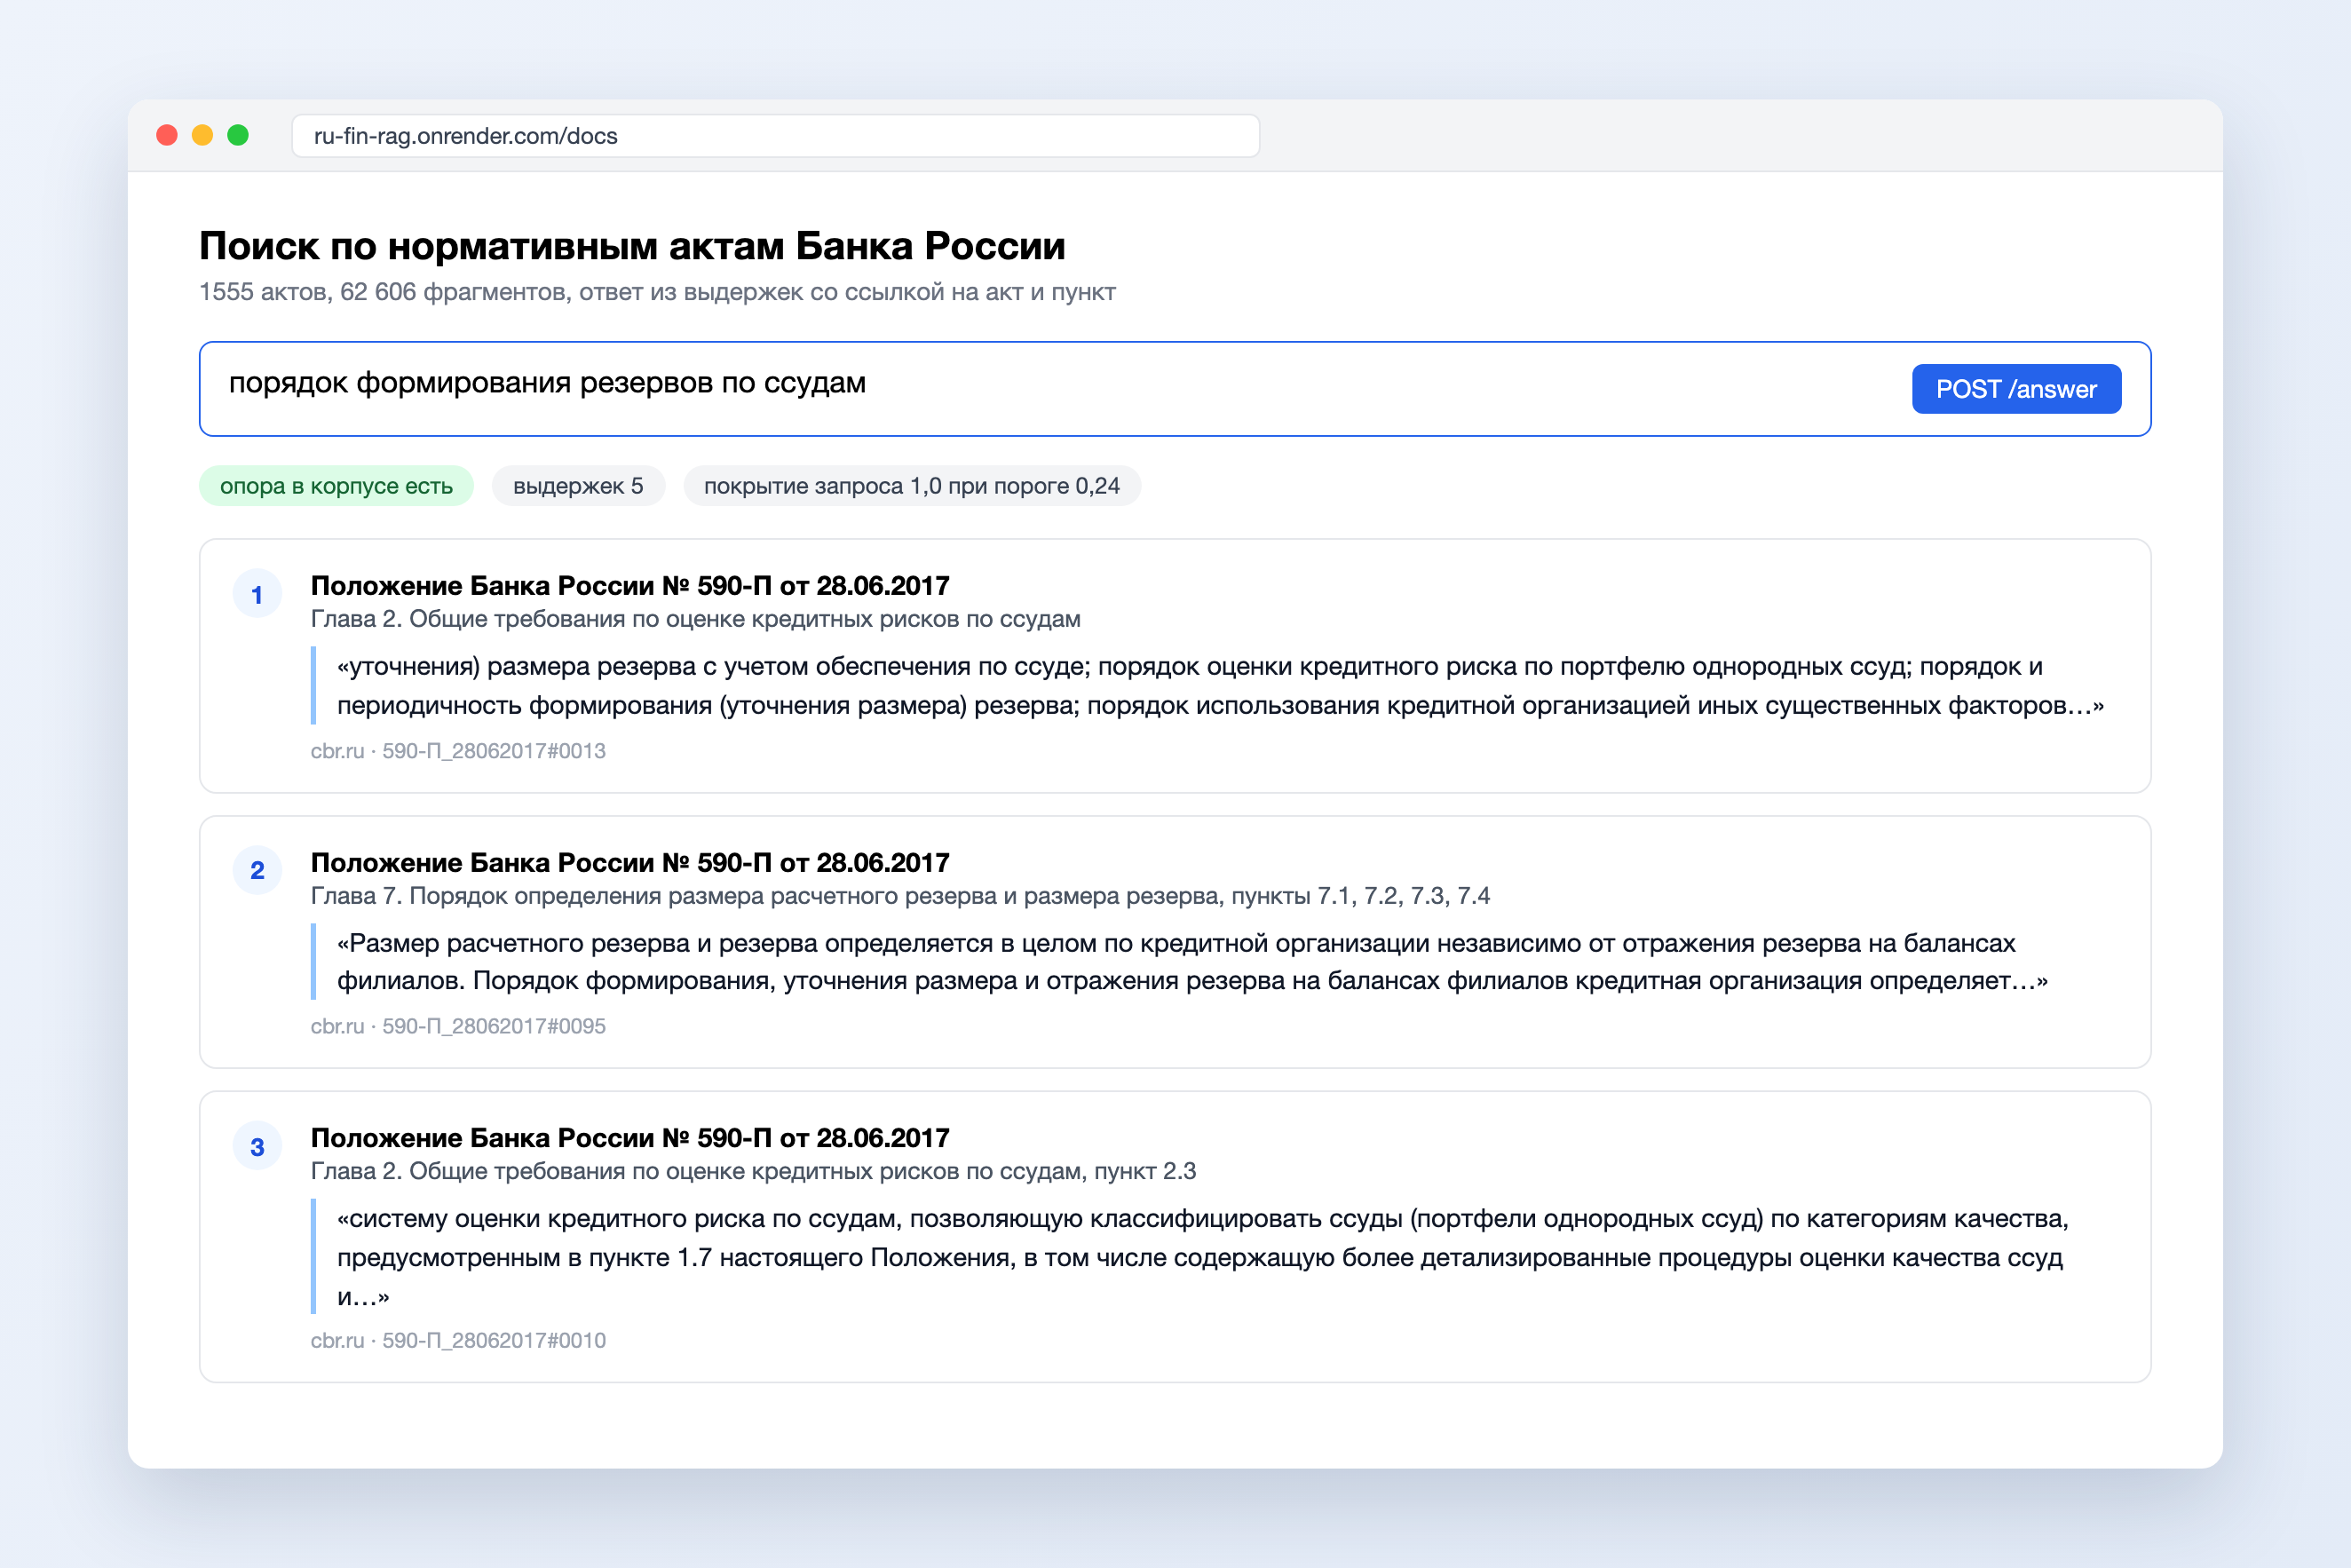 ru-fin-rag.onrender.com/docs
Поиск по нормативным актам Банка России
1555 актов, 62 606 фрагментов, ответ из выдержек со ссылкой на акт и пункт
порядок формирования резервов по ссудам
POST /answer
опора в корпусе есть
выдержек 5
покрытие запроса 1,0 при пороге 0,24
1
Положение Банка России № 590-П от 28.06.2017
Глава 2. Общие требования по оценке кредитных рисков по ссудам
«уточнения) размера резерва с учетом обеспечения по ссуде; порядок оценки кредитного риска по портфелю однородных ссуд; порядок и
периодичность формирования (уточнения размера) резерва; порядок использования кредитной организацией иных существенных факторов…»
cbr.ru · 590-П_28062017#0013
2
Положение Банка России № 590-П от 28.06.2017
Глава 7. Порядок определения размера расчетного резерва и размера резерва, пункты 7.1, 7.2, 7.3, 7.4
«Размер расчетного резерва и резерва определяется в целом по кредитной организации независимо от отражения резерва на балансах
филиалов. Порядок формирования, уточнения размера и отражения резерва на балансах филиалов кредитная организация определяет…»
cbr.ru · 590-П_28062017#0095
3
Положение Банка России № 590-П от 28.06.2017
Глава 2. Общие требования по оценке кредитных рисков по ссудам, пункт 2.3
«систему оценки кредитного риска по ссудам, позволяющую классифицировать ссуды (портфели однородных ссуд) по категориям качества,
предусмотренным в пункте 1.7 настоящего Положения, в том числе содержащую более детализированные процедуры оценки качества ссуд
и…»
cbr.ru · 590-П_28062017#0010